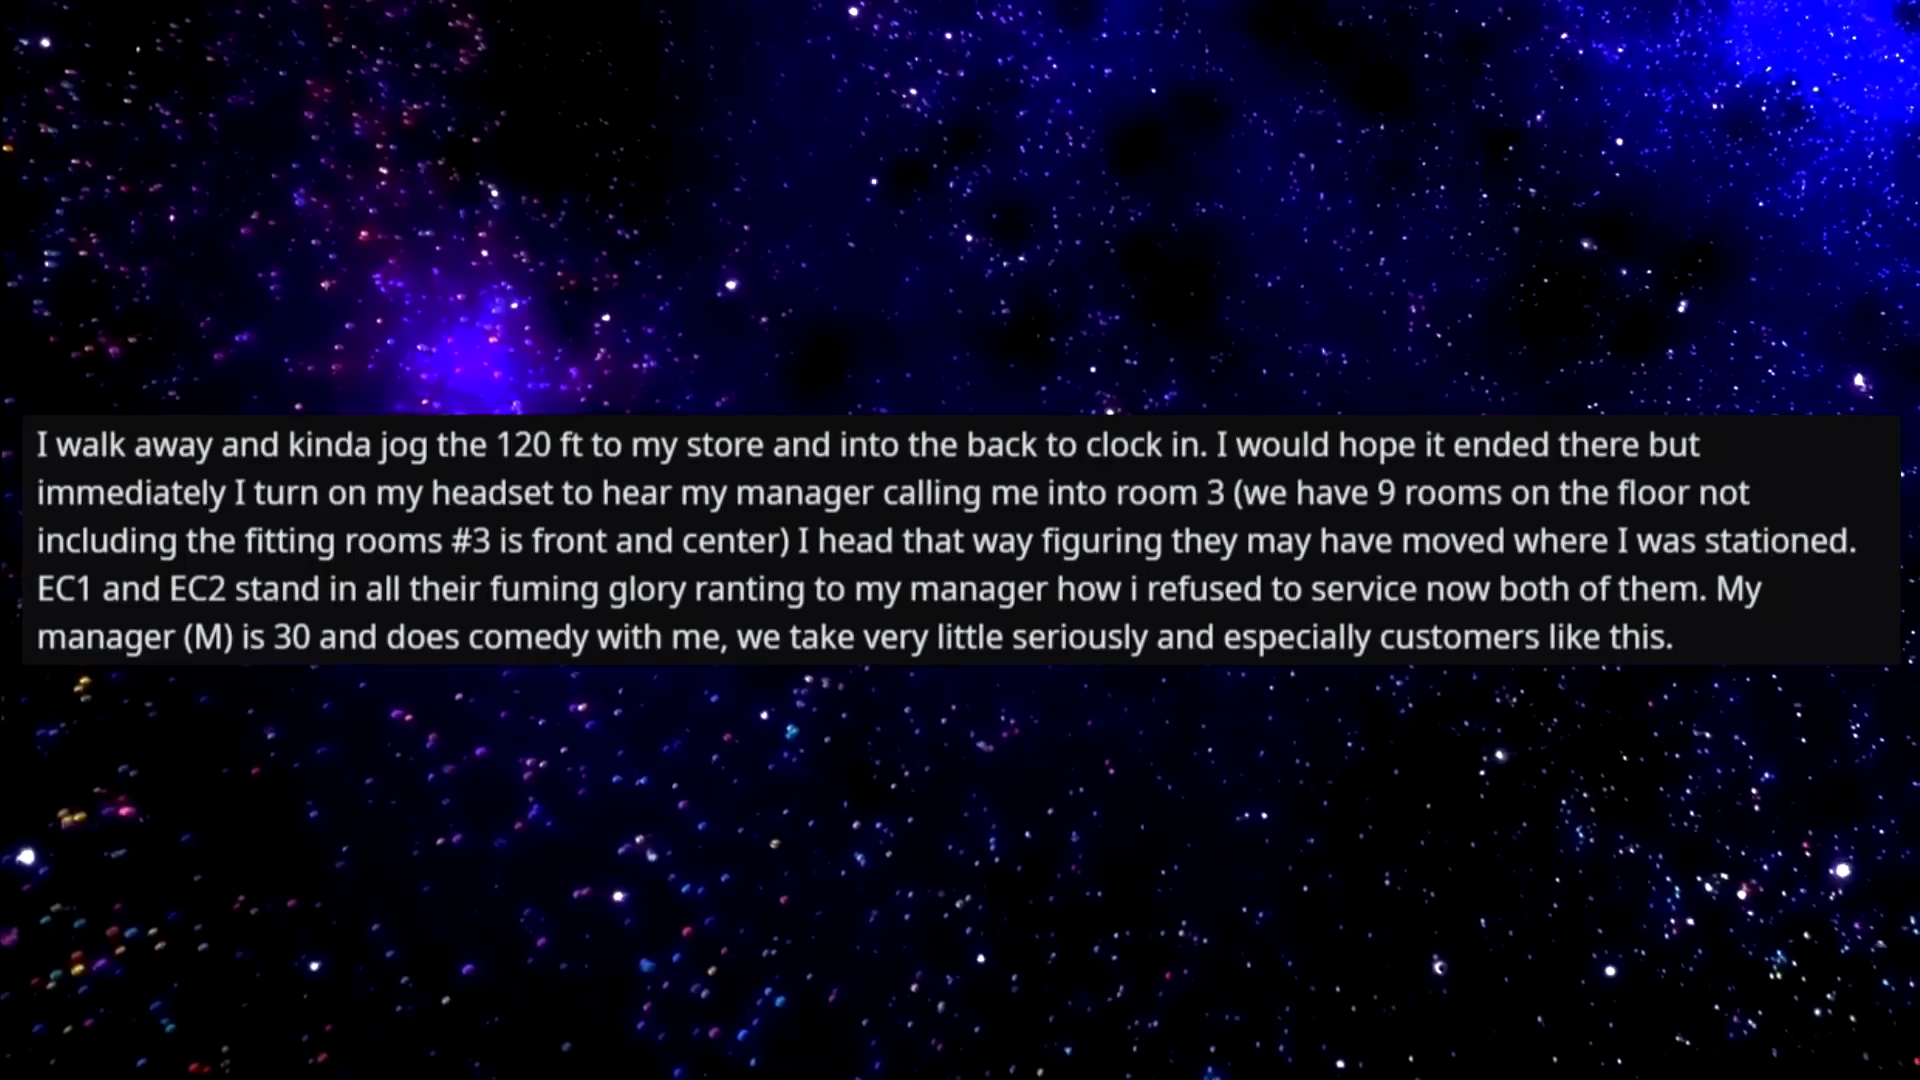 I walk away and kinda jog the 120 ft to my store and into the back to clock in. I would hope it ended there but
immediately I turn on my headset to hear my manager calling me into room 3 (we have 9 rooms on the floor not
including the fitting rooms #3 is front and center) I head that way figuring they may have moved where I was stationed.
EC1 and EC2 stand in all their fuming glory ranting to my manager how i refused to service now both of them. My
manager (M) is 30 and does comedy with me, we take very little seriously and especially customers like this.